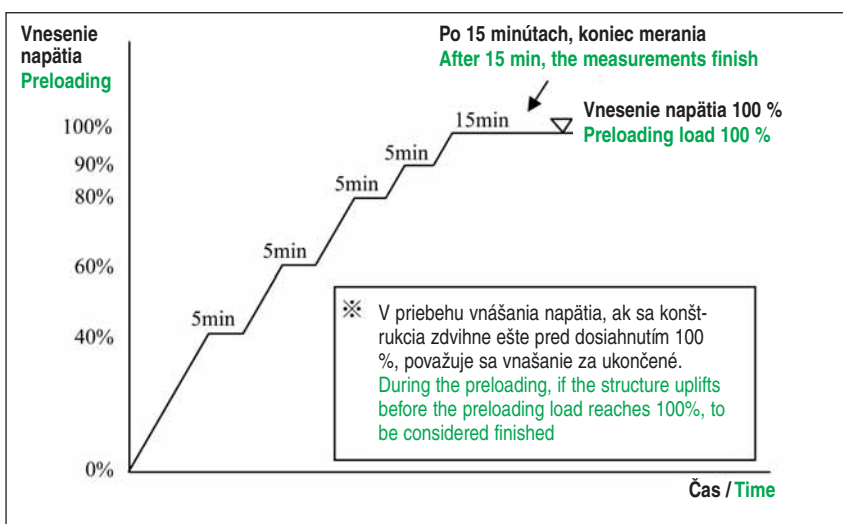 Vnesenie
napätia
Preloading
Po 15 minútach, koniec merania
After 15 min, the measurements finish
Vnesenie napätia 100 %
Preloading load 100 %
100%
15min
90%
5min
80%
5min
60%
5min
40%
5min
※ V priebehu vnášania napätia, ak sa konšt-
rukcia zdvihne ešte pred dosiahnutím 100
%, považuje sa vnašanie za ukončené.
During the preloading, if the structure uplifts
before the preloading load reaches 100%, to
be considered finished
0%
Čas / Time